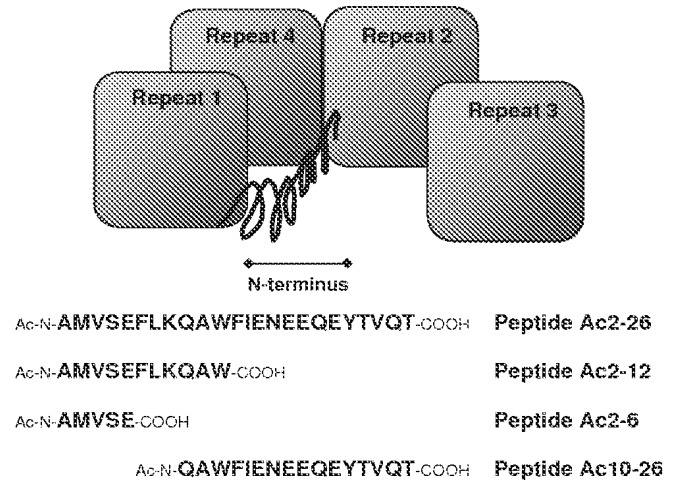 Repeat 4
Repeat 2
Repeat 1
Repeat 3
N-terminus
Ac-N-AMVSEFLKQAWFIENEEQEYTVQT-COOH Peptide Ac2-26
Ac-N-AMVSEFLKQAW-COOH Peptide Ac2-12
Ac-N-AMVSE-COOH Peptide Ac2-6
Ac-N-QAWFIENEEQEYTVQT-COOH Peptide Ac10-26